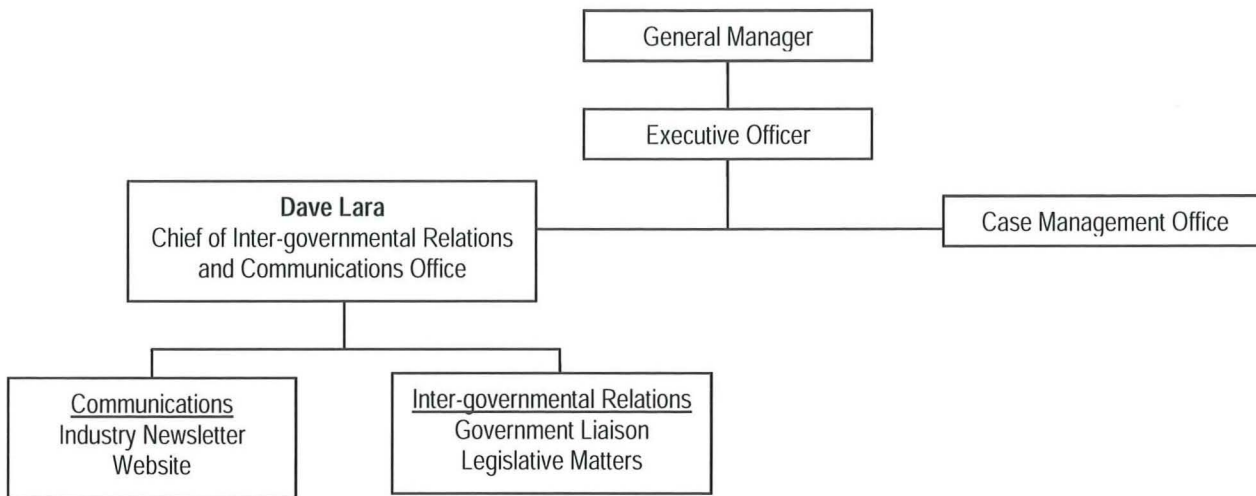 General Manager
Executive Officer
Dave Lara
Chief of Inter-governmental Relations
and Communications Office
Case Management Office
Communications
Industry Newsletter
Website
Inter-governmental Relations
Government Liaison
Legislative Matters